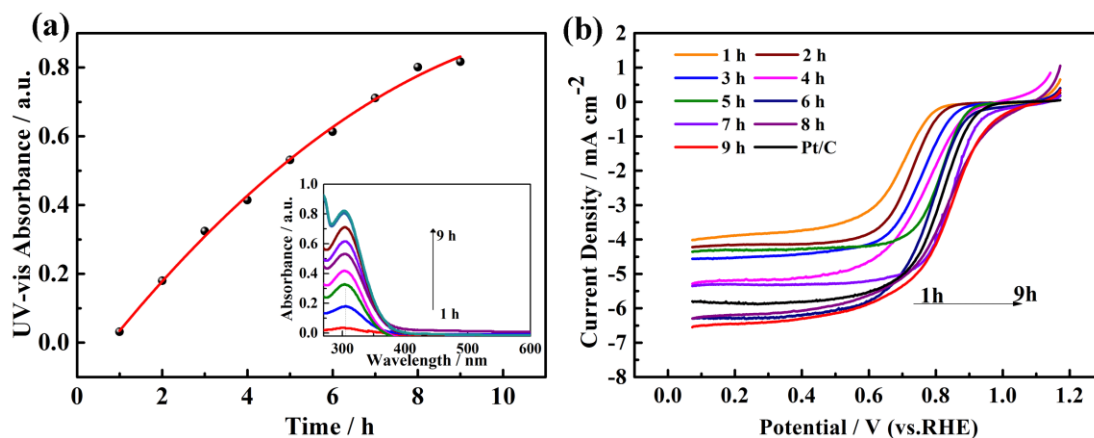 (a)
UV-vis Absorbance / a.u.
0.8
0.6
0.4
0.2
0.0
2 4 6 8 10
Time / h
Absorbance / a.u.
1.0
0.8
0.6
0.4
0.2
0.0
9 h
1 h
300 400 500 600
Wavelength / nm
(b)
Current Density / mA cm⁻²
2
1
0
-1
-2
-3
-4
-5
-6
-7
-8
1 h 2 h
3 h 4 h
5 h 6 h
7 h 8 h
9 h Pt/C
1h 9h
0.0 0.2 0.4 0.6 0.8 1.0 1.2
Potential / V (vs.RHE)